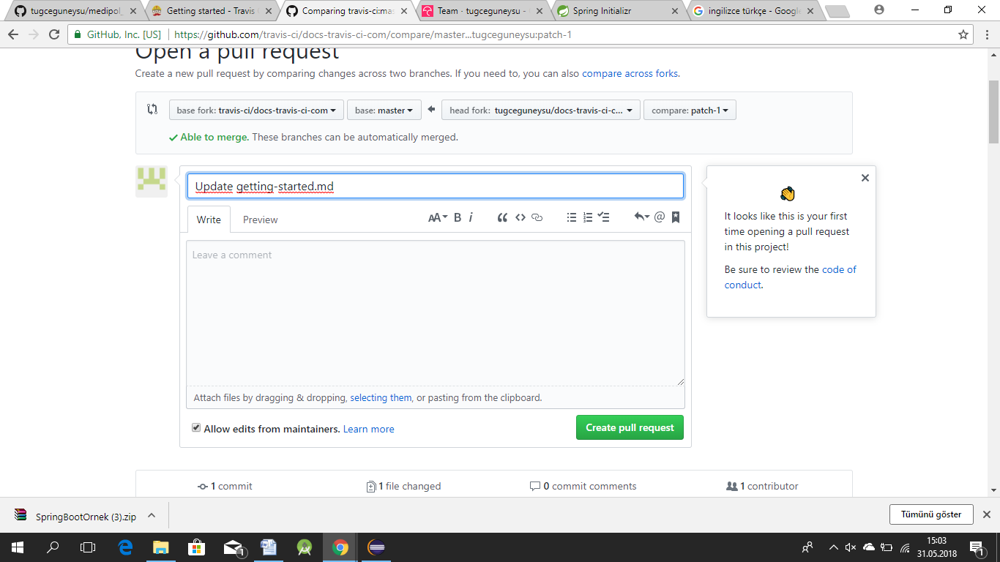 tugceguneysu/medipol_
Getting started - Travis
Comparing travis-ci:mas
Team · tugceguneysu -
Spring Initializr
ingilizce türkçe - Google
GitHub, Inc. [US]
https://github.com/travis-ci/docs-travis-ci-com/compare/master...tugceguneysu:patch-1
Open a pull request
Create a new pull request by comparing changes across two branches. If you need to, you can also compare across forks.
base fork: travis-ci/docs-travis-ci-com
base: master
head fork: tugceguneysu/docs-travis-ci-c...
compare: patch-1
Able to merge. These branches can be automatically merged.
Update getting-started.md
Write
Preview
AA
B
i
@
Leave a comment
Attach files by dragging & dropping, selecting them, or pasting from the clipboard.
Allow edits from maintainers. Learn more
Create pull request
It looks like this is your first
time opening a pull request
in this project!
Be sure to review the code of
conduct.
1 commit
1 file changed
0 commit comments
1 contributor
SpringBootOrnek (3).zip
Tümünü göster
1
15:03
31.05.2018
1